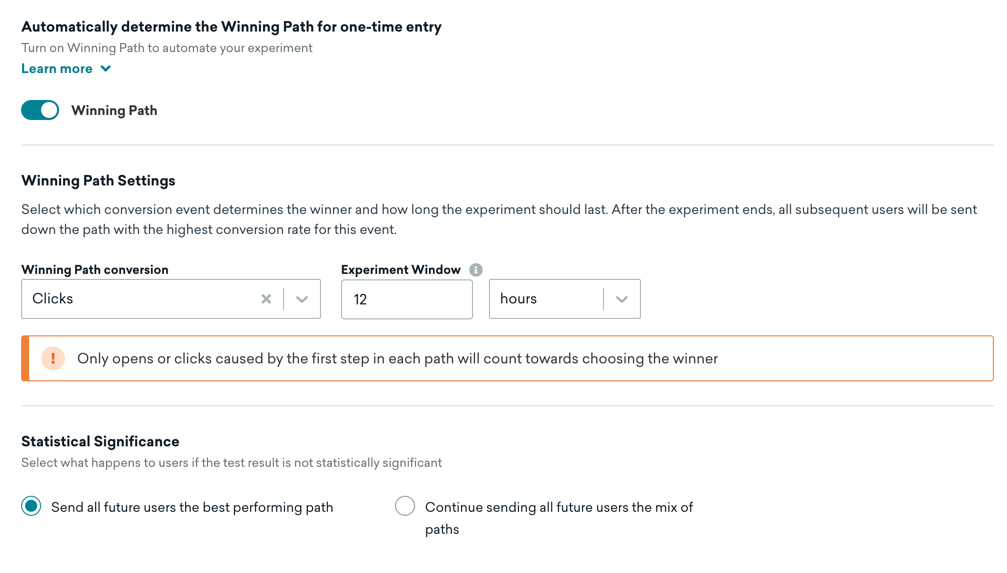 Automatically determine the Winning Path for one-time entry
Turn on Winning Path to automate your experiment
Learn more
Winning Path
Winning Path Settings
Select which conversion event determines the winner and how long the experiment should last. After the experiment ends, all subsequent users will be sent
down the path with the highest conversion rate for this event.
Winning Path conversion
Experiment Window
Clicks
12
hours
Only opens or clicks caused by the first step in each path will count towards choosing the winner
Statistical Significance
Select what happens to users if the test result is not statistically significant
Send all future users the best performing path
Continue sending all future users the mix of
paths